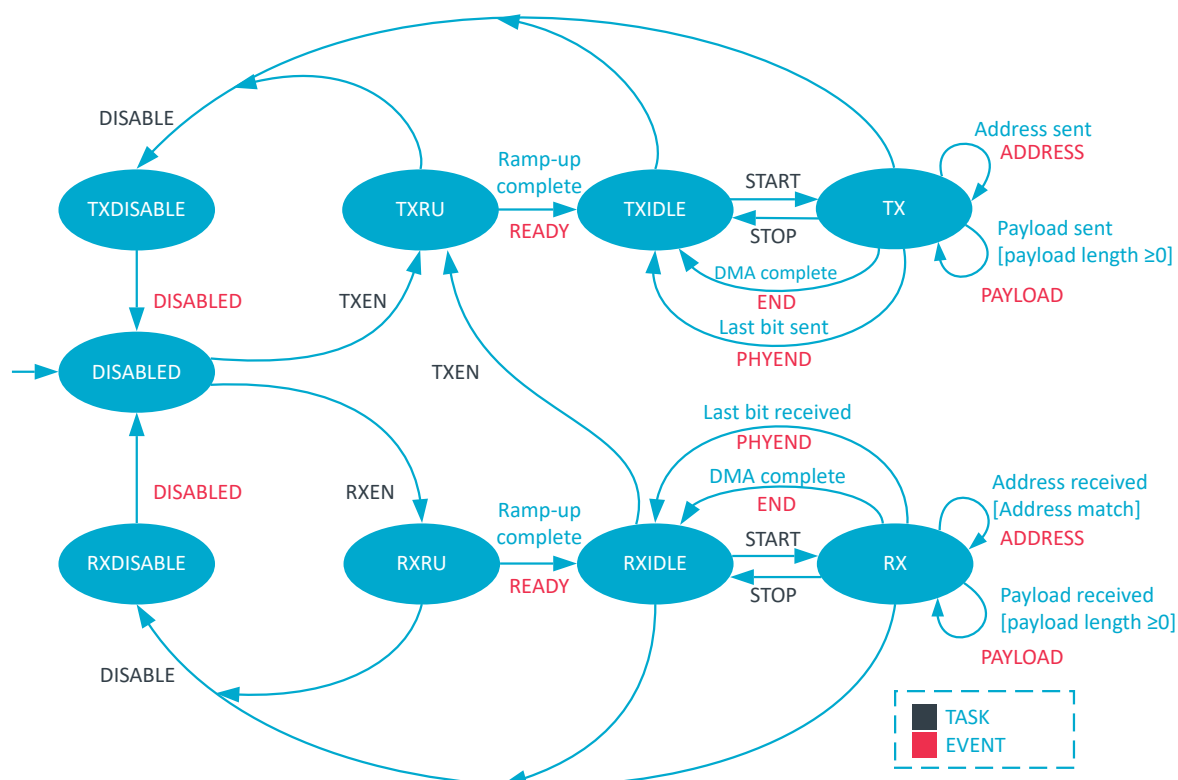 DISABLE
Address sent
ADDRESS
Ramp-up
complete
START
TXDISABLE
TXRU
TXIDLE
TX
READY
STOP
Payload sent
[payload length ≥0]
DMA complete
PAYLOAD
DISABLED
TXEN
END
Last bit sent
PHYEND
DISABLED
TXEN
Last bit received
PHYEND
DMA complete
Address received
[Address match]
DISABLED
RXEN
END
Ramp-up
complete
START
ADDRESS
RXDISABLE
RXRU
RXIDLE
RX
READY
STOP
Payload received
[payload length ≥0]
PAYLOAD
DISABLE
TASK
EVENT